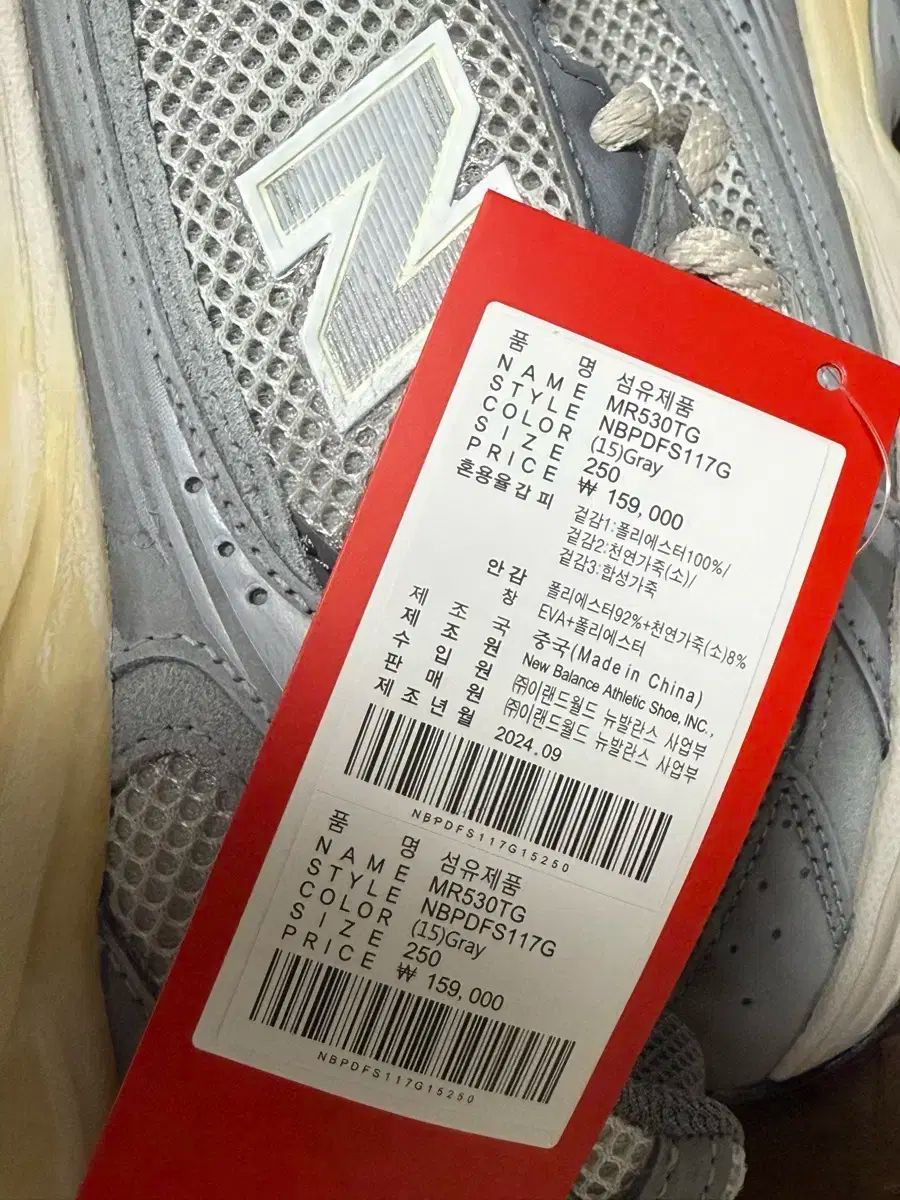 N
품 명 섬유제품
NAME MR530TG
STYLE NBPDFS117G
COLOR (15)Gray
SIZE 250
PRICE ₩ 159,000
혼용율겉피 겉감1:폴리에스터100%/
겉감2:천연가죽(소)/
겉감3:합성가죽
안감 폴리에스터92%+천연가죽(소)8%
창 EVA+폴리에스터
제 조 국 중국(Made in China)
제 조 원 New Balance Athletic Shoe, INC.,
수 입 원 ㈜이랜드월드 뉴발란스 사업부
판 매 원 ㈜이랜드월드 뉴발란스 사업부
제조년월 2024.09
NBPDFS117G15250
품 명 섬유제품
NAME MR530TG
STYLE NBPDFS117G
COLOR (15)Gray
SIZE 250
PRICE ₩ 159,000
NBPDFS117G15250